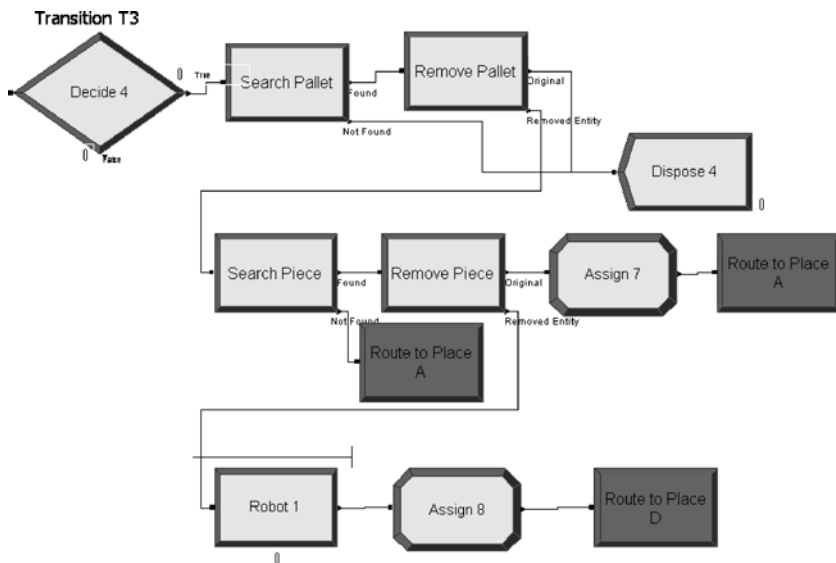 Transition T3
0
True
Decide 4
Search Pallet
Remove Pallet
Found
Original
Not Found
Removed Entity
0
False
Dispose 4
0
Search Piece
Remove Piece
Assign 7
Route to Place
A
Found
Original
Not Found
Removed Entity
Route to Place
A
Robot 1
Assign 8
Route to Place
D
0